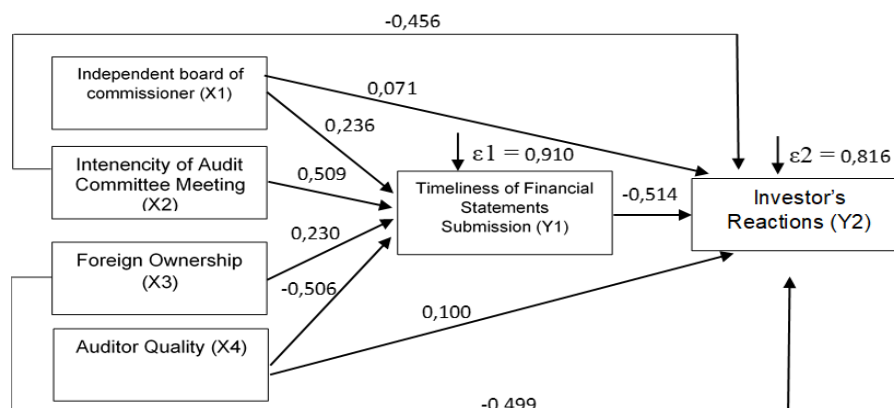 -0,456
Independent board of
commissioner (X1)
0,071
0,236
ε1 = 0,910
ε2 = 0,816
Intenencity of Audit
Committee Meeting
(X2)
0,509
Timeliness of Financial
Statements
Submission (Y1)
-0,514
Investor's
Reactions (Y2)
Foreign Ownership
(X3)
0,230
-0,506
Auditor Quality (X4)
0,100
-0,499